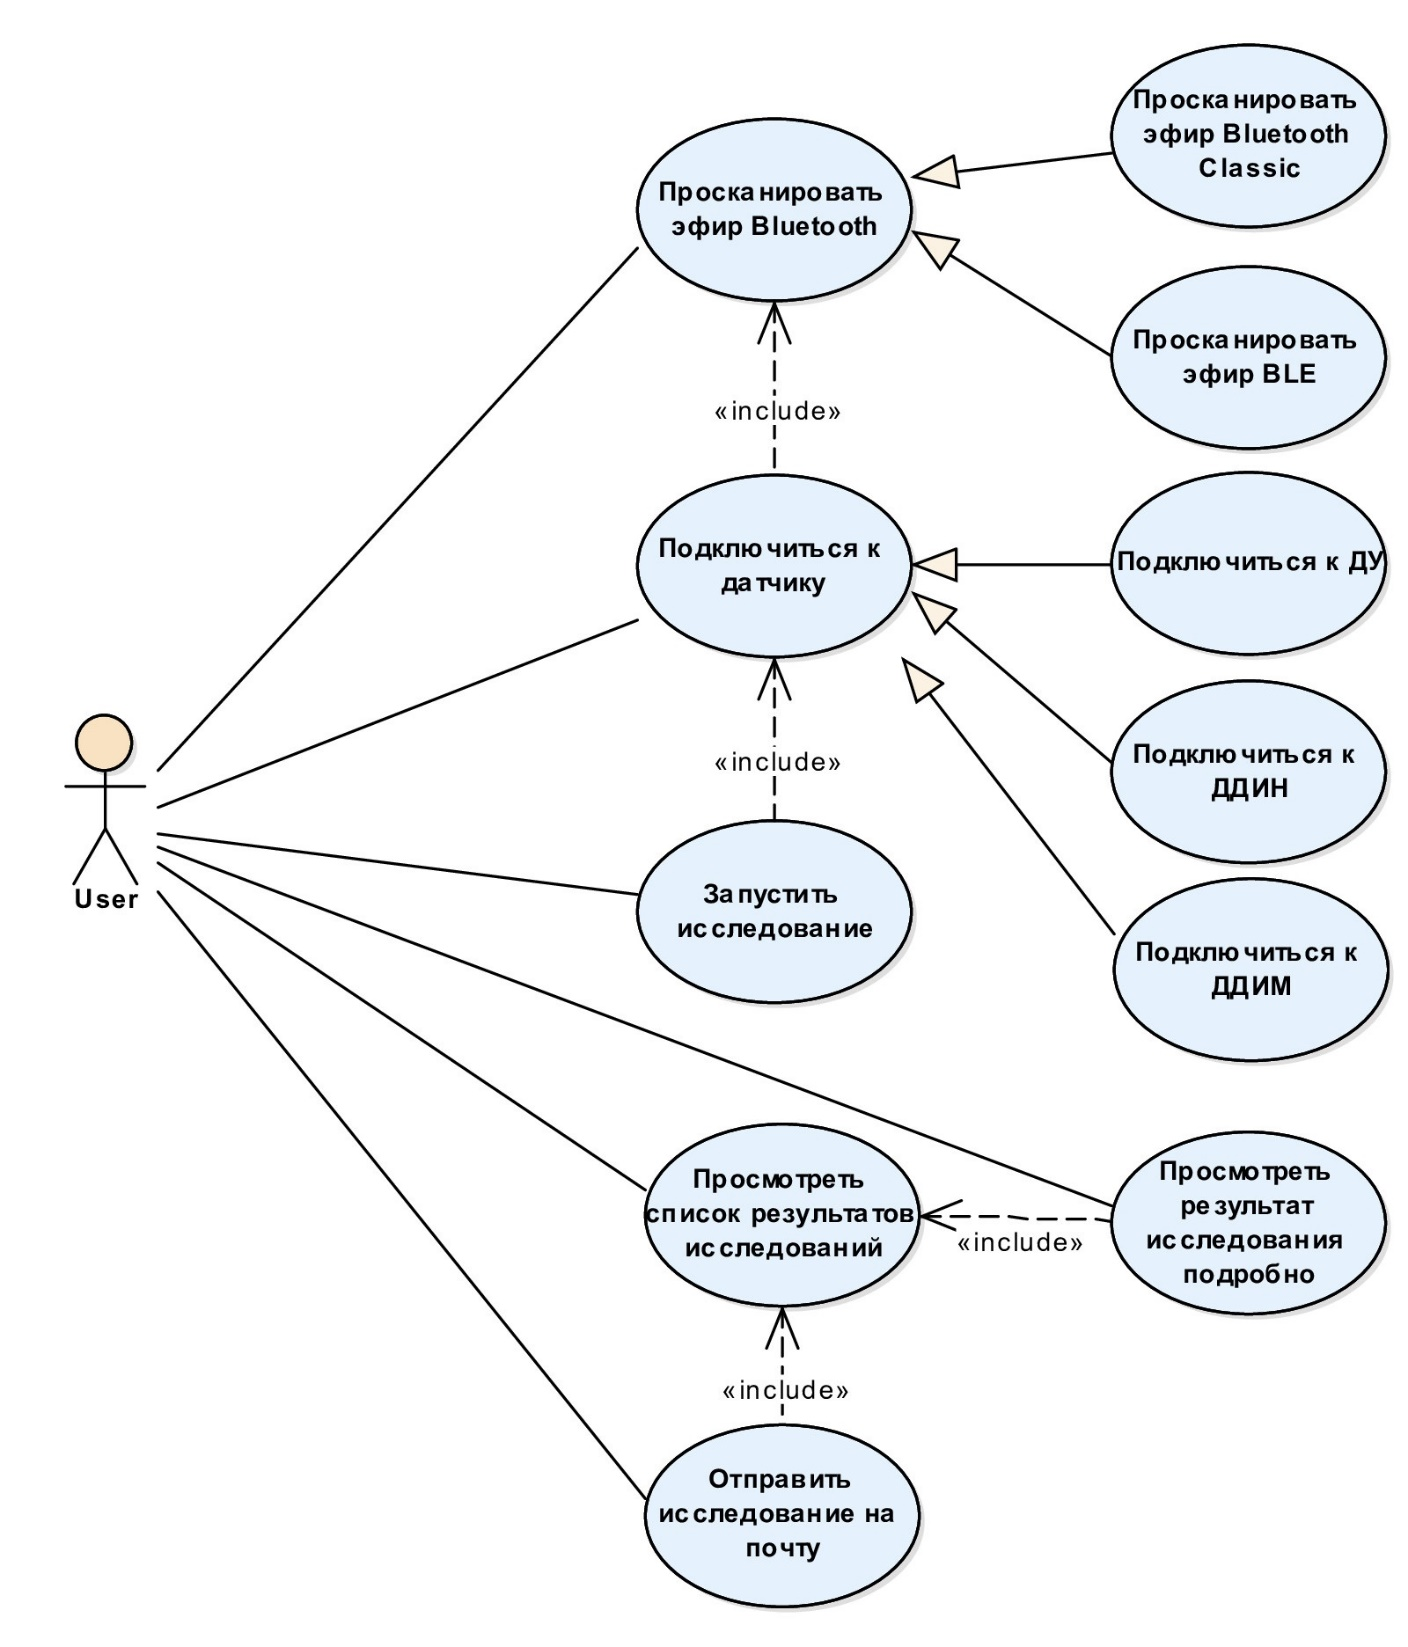 Просканировать
эфир Bluetooth
Classic
Просканировать
эфир Bluetooth
Просканировать
эфир BLE
«include»
Подключиться к
датчику
Подключиться к ДУ
«include»
Подключиться к
ДДИН
User
Запустить
исследование
Подключиться к
ДДИМ
Просмотреть
список результатов
исследований
«include»
Просмотреть
результат
исследования
подробно
«include»
Отправить
исследование на
почту